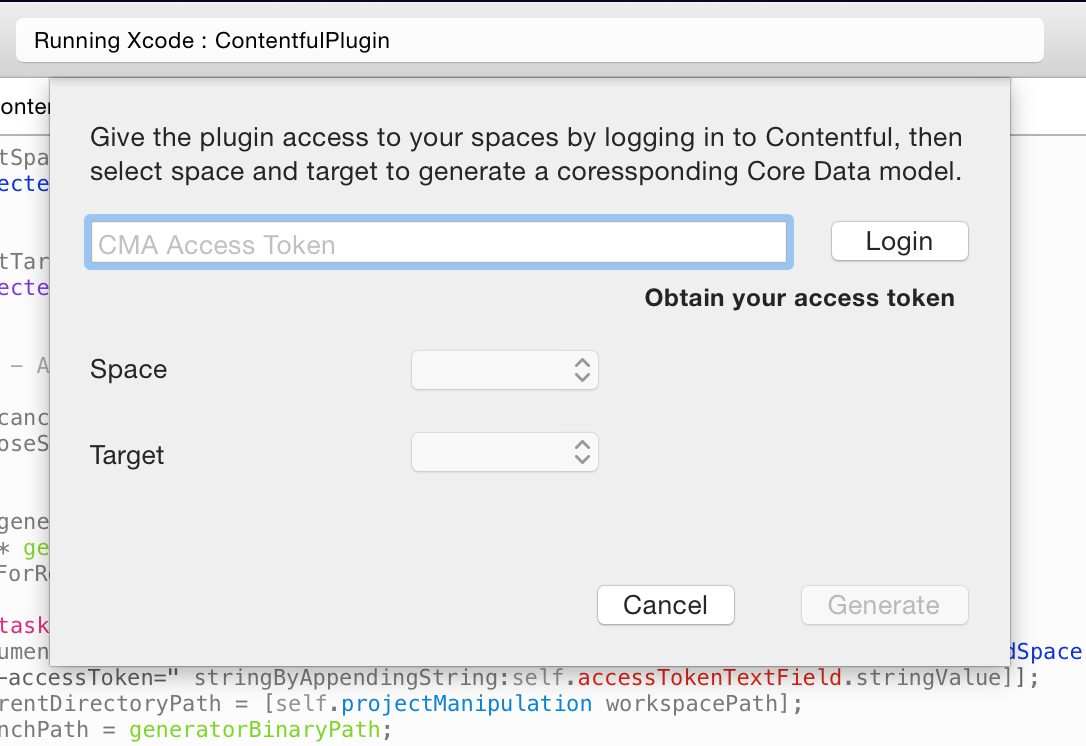 Running Xcode : ContentfulPlugin
Give the plugin access to your spaces by logging in to Contentful, then
select space and target to generate a coressponding Core Data model.
CMA Access Token
Login
Obtain your access token
Space
Target
Cancel
Generate
onte
tSpa
ecte
tTar
ecte
– A
canc
oseS
gene
* ge
ForRe
task
umen
dSpace
-accessToken=" stringByAppendingString:self.accessTokenTextField.stringValue]];
rentDirectoryPath = [self.projectManipulation workspacePath];
nchPath = generatorBinaryPath;